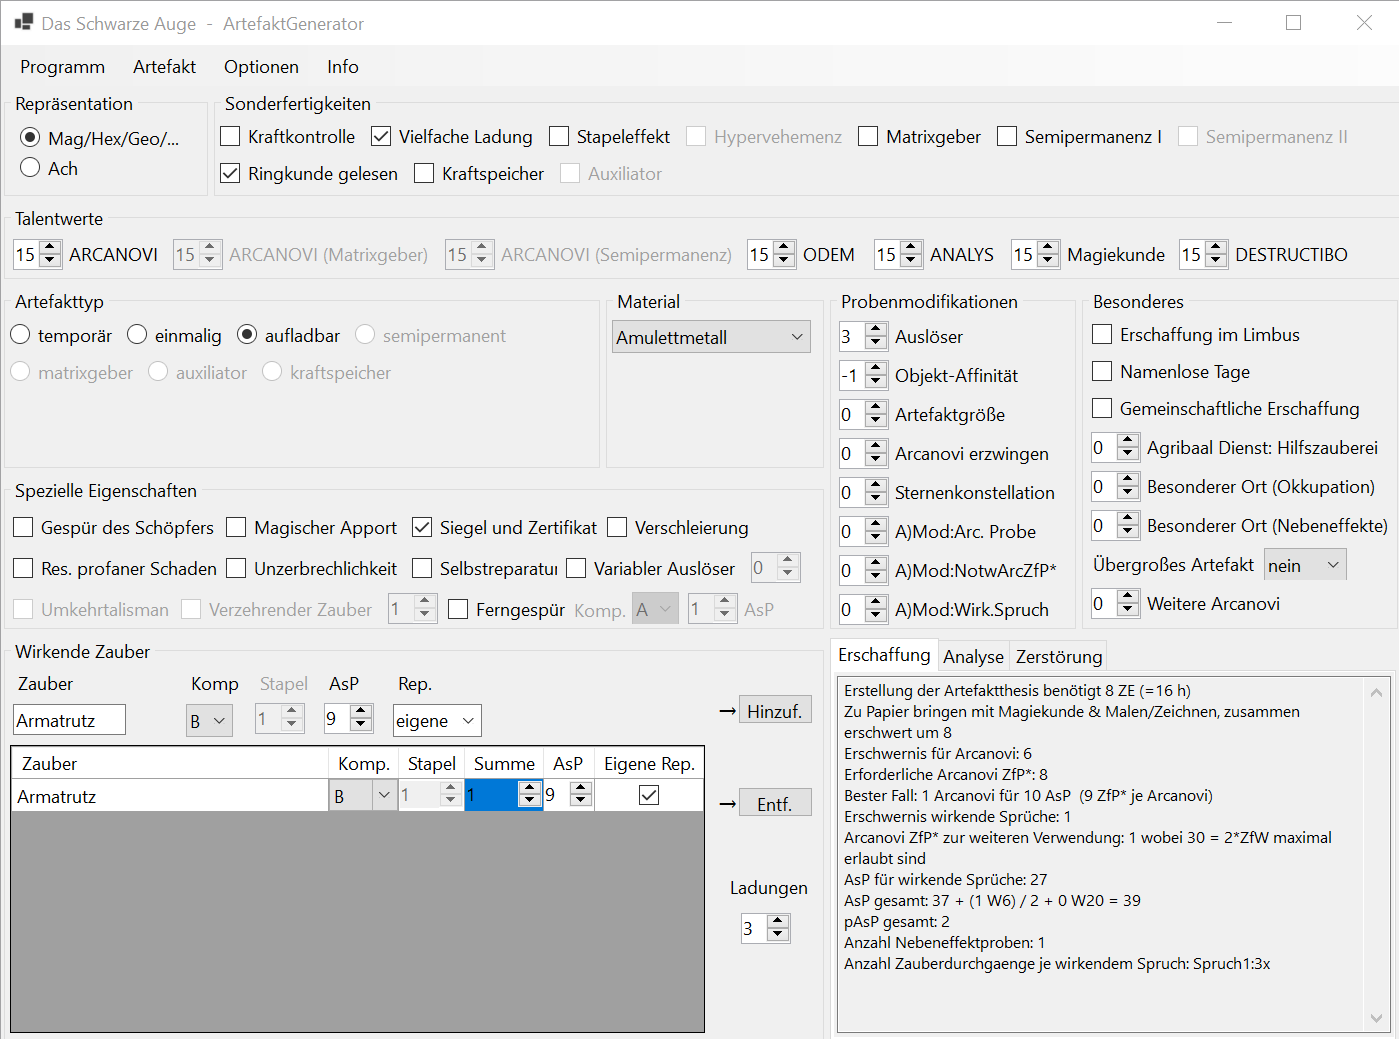 Das Schwarze Auge - ArtefaktGenerator
Programm Artefakt Optionen Info
Repräsentation
Mag/Hex/Geo/...
Ach
Sonderfertigkeiten
Kraftkontrolle Vielfache Ladung Stapeleffekt Hypervehemenz Matrixgeber Semipermanenz I Semipermanenz II
Ringkunde gelesen Kraftspeicher Auxiliator
Talentwerte
15 ARCANOVI 15 ARCANOVI (Matrixgeber) 15 ARCANOVI (Semipermanenz) 15 ODEM 15 ANALYS 15 Magiekunde 15 DESTRUCTIBO
Artefakttyp
temporär einmalig aufladbar semipermanent
matrixgeber auxiliator kraftspeicher
Material
Amulettmetall
Probenmodifikationen
3 Auslöser
-1 Objekt-Affinität
0 Artefaktgröße
0 Arcanovi erzwingen
0 Sternenkonstellation
0 A)Mod:Arc. Probe
0 A)Mod:NotwArcZfP*
0 A)Mod:Wirk.Spruch
Besonderes
Erschaffung im Limbus
Namenlose Tage
Gemeinschaftliche Erschaffung
0 Agribaal Dienst: Hilfszauberei
0 Besonderer Ort (Okkupation)
0 Besonderer Ort (Nebeneffekte)
Übergroßes Artefakt nein
0 Weitere Arcanovi
Spezielle Eigenschaften
Gespür des Schöpfers Magischer Apport Siegel und Zertifikat Verschleierung
Res. profaner Schaden Unzerbrechlichkeit Selbstreparatur Variabler Auslöser 0
Umkehrtalisman Verzehrender Zauber 1 Ferngespür Komp. A 1 AsP
Wirkende Zauber
Zauber Komp Stapel AsP Rep.
Armatrutz B 1 9 eigene → Hinzuf.
Zauber Komp. Stapel Summe AsP Eigene Rep.
Armatrutz B 1 1 9
→ Entf.
Ladungen
3
Erschaffung Analyse Zerstörung
Erstellung der Artefaktthesis benötigt 8 ZE (=16 h)
Zu Papier bringen mit Magiekunde & Malen/Zeichnen, zusammen
erschwert um 8
Erschwernis für Arcanovi: 6
Erforderliche Arcanovi ZfP*: 8
Bester Fall: 1 Arcanovi für 10 AsP (9 ZfP* je Arcanovi)
Erschwernis wirkende Sprüche: 1
Arcanovi ZfP* zur weiteren Verwendung: 1 wobei 30 = 2*ZfW maximal
erlaubt sind
AsP für wirkende Sprüche: 27
AsP gesamt: 37 + (1 W6) / 2 + 0 W20 = 39
pAsP gesamt: 2
Anzahl Nebeneffektproben: 1
Anzahl Zauberdurchgaenge je wirkendem Spruch: Spruch1:3x